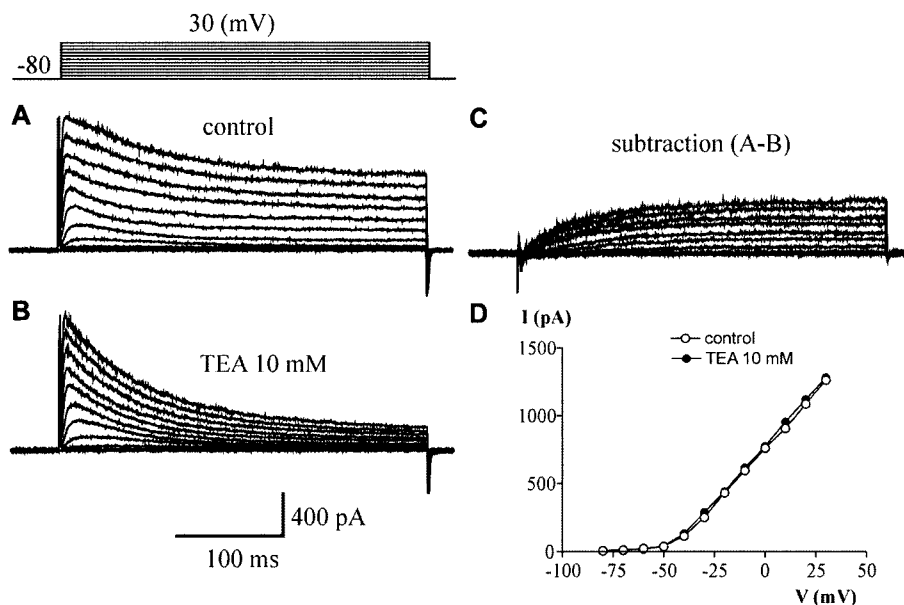 30 (mV)
-80
A
control
C
subtraction (A-B)
B
TEA 10 mM
400 pA
100 ms
D
I (pA)
control
TEA 10 mM
1500
1000
500
0
-100
-75
-50
-25
0
25
50
V (mV)